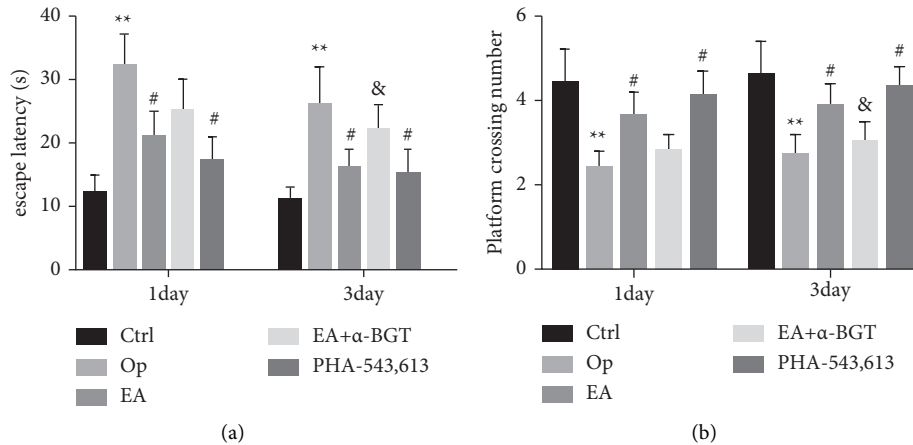 40
30
20
10
0
escape latency (s)
**
#
#
**
#
&
#
1day
3day
Ctrl
Op
EA
EA+α-BGT
PHA-543,613
(a)
6
4
2
0
Platform crossing number
**
#
#
**
#
&
#
1day
3day
Ctrl
Op
EA
EA+α-BGT
PHA-543,613
(b)